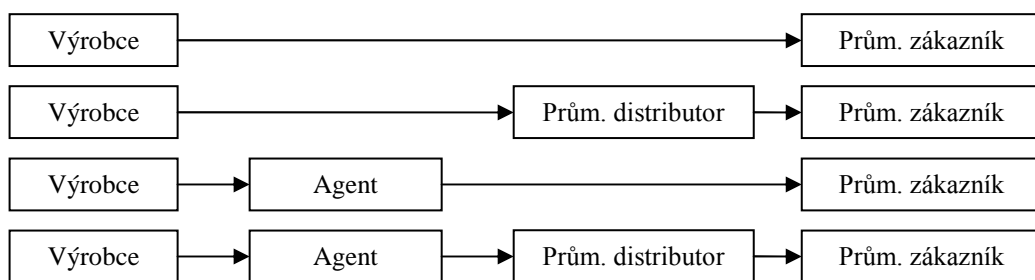 Výrobce Prům. zákazník
Výrobce Prům. distributor Prům. zákazník
Výrobce Agent Prům. zákazník
Výrobce Agent Prům. distributor Prům. zákazník